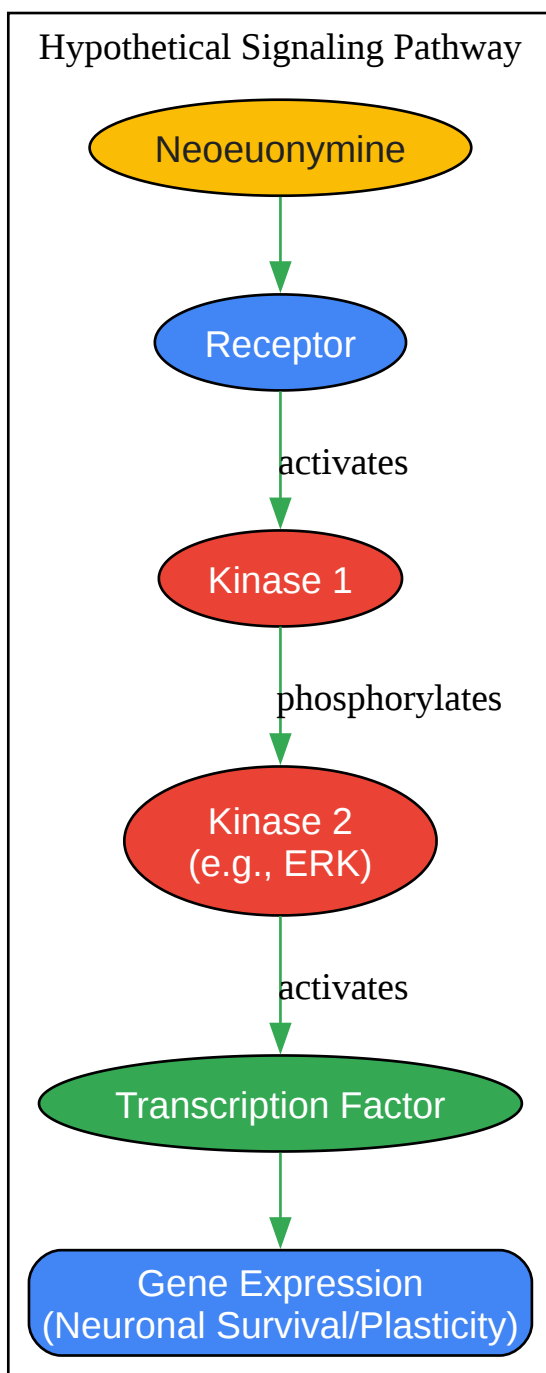 Hypothetical Signaling Pathway
Neoeuonymine
Receptor
activates
Kinase 1
phosphorylates
Kinase 2
(e.g., ERK)
activates
Transcription Factor
Gene Expression
(Neuronal Survival/Plasticity)